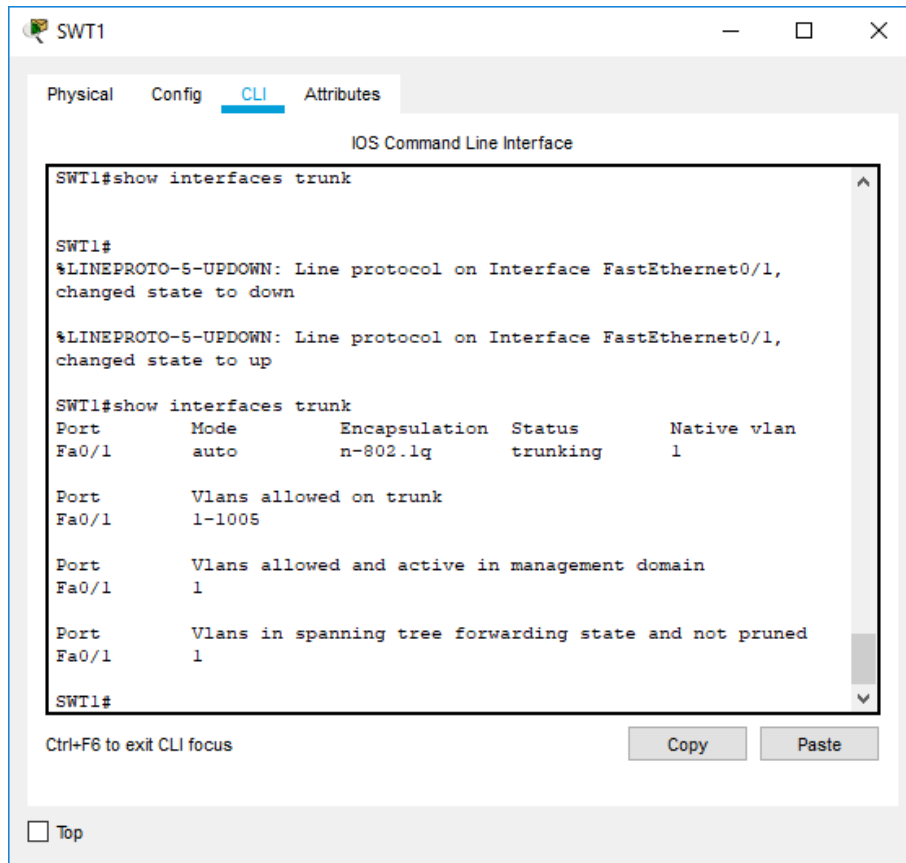 SWT1
Physical Config CLI Attributes
IOS Command Line Interface
SWT1#show interfaces trunk
SWT1#
%LINEPROTO-5-UPDOWN: Line protocol on Interface FastEthernet0/1,
changed state to down
%LINEPROTO-5-UPDOWN: Line protocol on Interface FastEthernet0/1,
changed state to up
SWT1#show interfaces trunk
Port Mode Encapsulation Status Native vlan
Fa0/1 auto n-802.1q trunking 1
Port Vlans allowed on trunk
Fa0/1 1-1005
Port Vlans allowed and active in management domain
Fa0/1 1
Port Vlans in spanning tree forwarding state and not pruned
Fa0/1 1
SWT1#
Ctrl+F6 to exit CLI focus
Copy Paste
Top